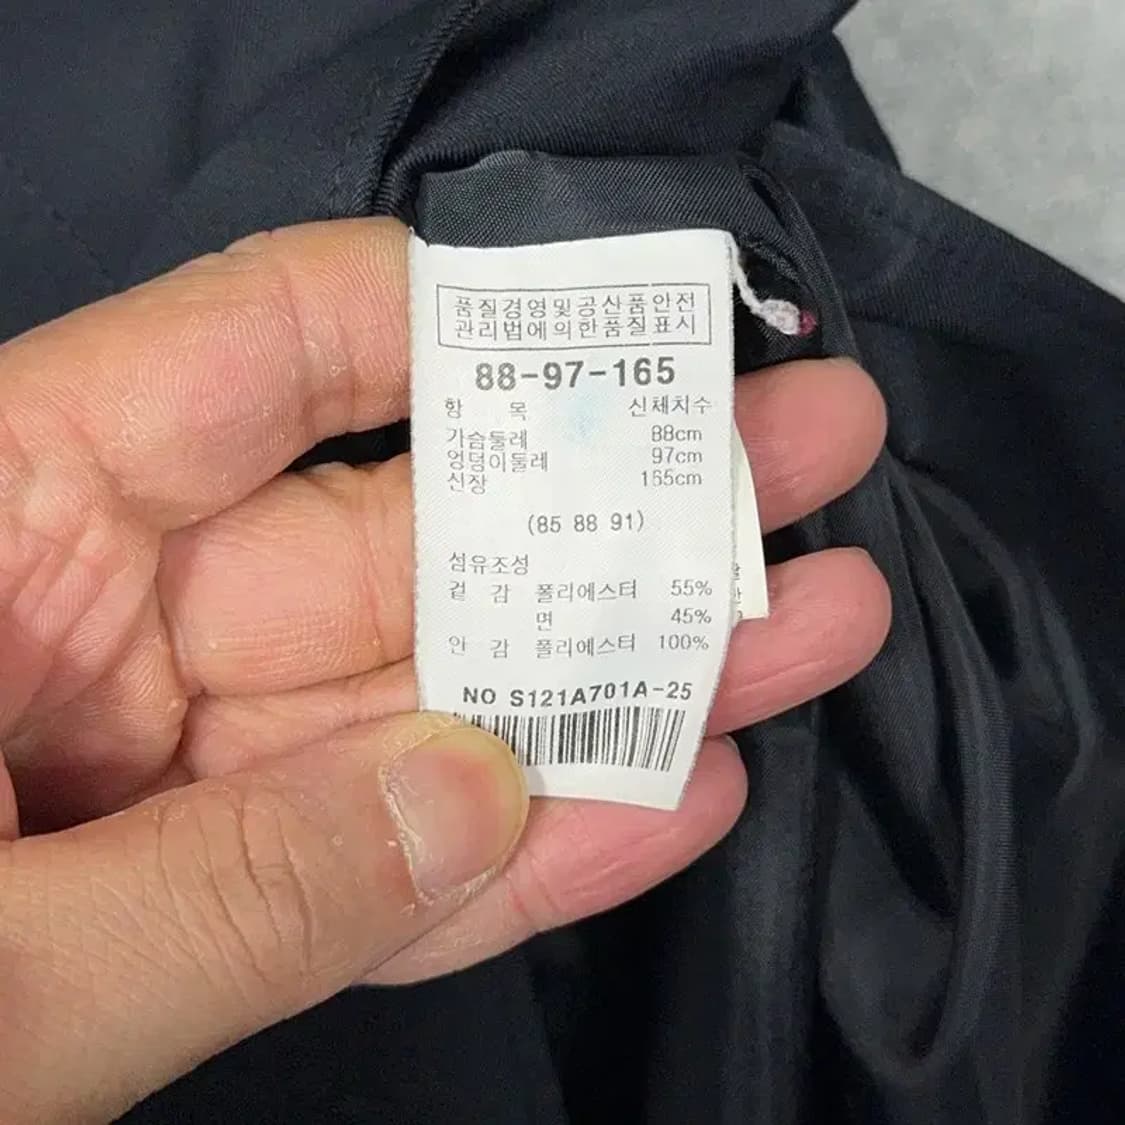 품질경영및공산품안전
관리법에의한품질표시
88-97-165
항 목 신체치수
가슴둘레 88cm
엉덩이둘레 97cm
신장 165cm
(85 88 91)
섬유조성
겉 감 폴리에스터 55%
면 45%
안 감 폴리에스터 100%
NO S121A701A-25